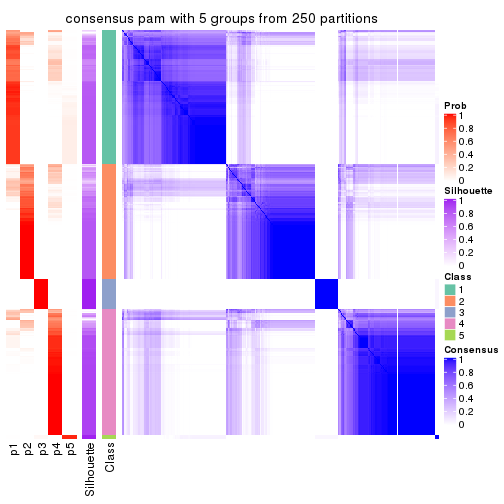 consensus pam with 5 groups from 250 partitions
Prob
1
0.8
0.6
0.4
0.2
0
Silhouette
1
0.8
0.6
0.4
0.2
0
Class
1
2
3
4
5
Consensus
1
0.8
0.6
0.4
0.2
0
p1
p2
p3
p4
p5
Silhouette
Class